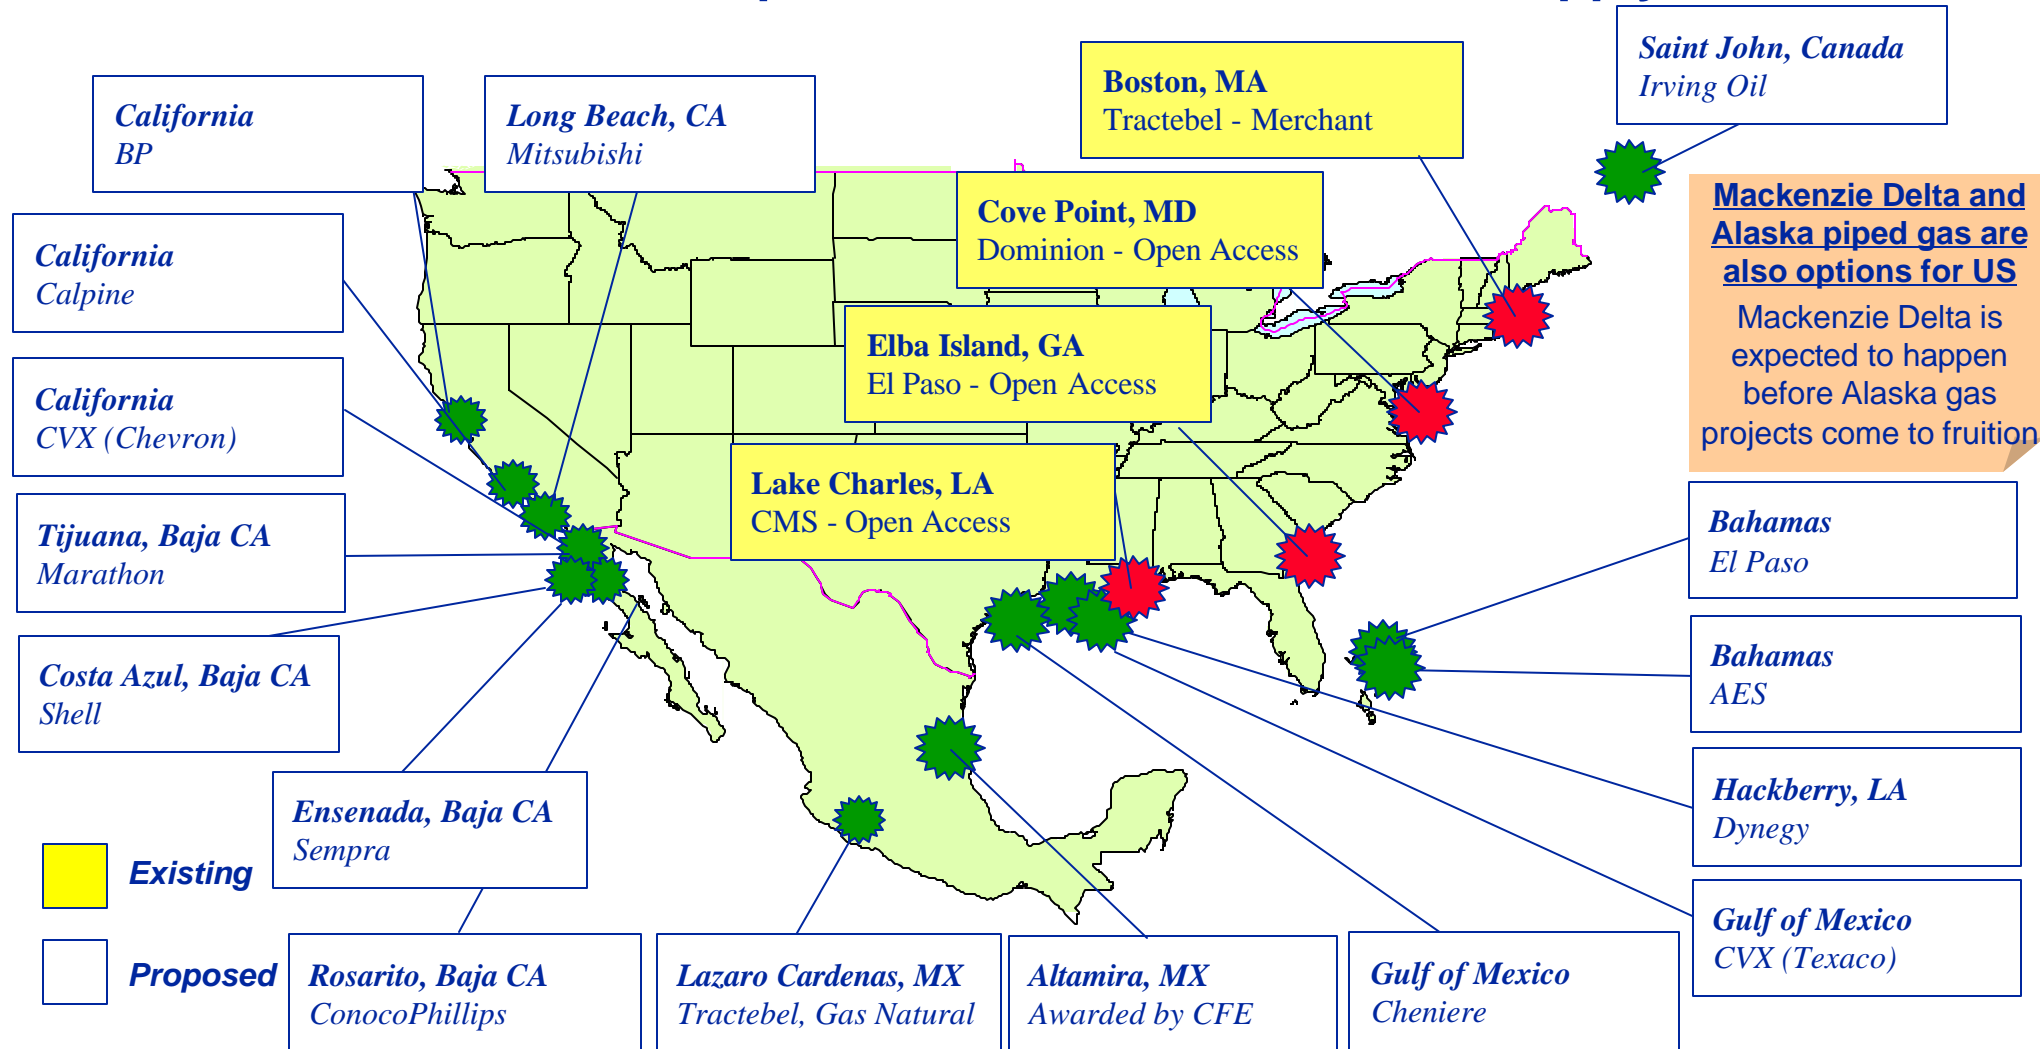 Saint John, Canada
Irving Oil
Boston, MA
Tractebel - Merchant
California
BP
Long Beach, CA
Mitsubishi
Cove Point, MD
Dominion - Open Access
Mackenzie Delta and
Alaska piped gas are
also options for US
Mackenzie Delta is
expected to happen
before Alaska gas
projects come to fruition
California
Calpine
Elba Island, GA
El Paso - Open Access
California
CVX (Chevron)
Lake Charles, LA
CMS - Open Access
Tijuana, Baja CA
Marathon
Bahamas
El Paso
Costa Azul, Baja CA
Shell
Bahamas
AES
Ensenada, Baja CA
Sempra
Hackberry, LA
Dynegy
Existing
Proposed
Gulf of Mexico
CVX (Texaco)
Rosarito, Baja CA
ConocoPhillips
Lazaro Cardenas, MX
Tractebel, Gas Natural
Altamira, MX
Awarded by CFE
Gulf of Mexico
Cheniere